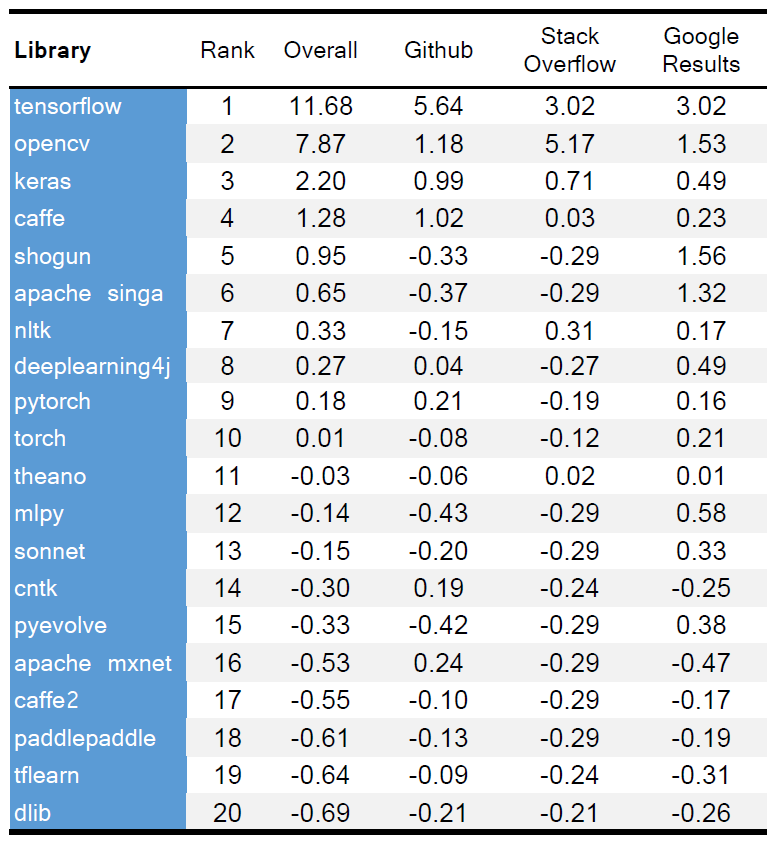 Library Rank Overall Github Stack Overflow Google Results
tensorflow 1 11.68 5.64 3.02 3.02
opencv 2 7.87 1.18 5.17 1.53
keras 3 2.20 0.99 0.71 0.49
caffe 4 1.28 1.02 0.03 0.23
shogun 5 0.95 -0.33 -0.29 1.56
apache singa 6 0.65 -0.37 -0.29 1.32
nltk 7 0.33 -0.15 0.31 0.17
deeplearning4j 8 0.27 0.04 -0.27 0.49
pytorch 9 0.18 0.21 -0.19 0.16
torch 10 0.01 -0.08 -0.12 0.21
theano 11 -0.03 -0.06 0.02 0.01
mlpy 12 -0.14 -0.43 -0.29 0.58
sonnet 13 -0.15 -0.20 -0.29 0.33
cntk 14 -0.30 0.19 -0.24 -0.25
pyevolve 15 -0.33 -0.42 -0.29 0.38
apache mxnet 16 -0.53 0.24 -0.29 -0.47
caffe2 17 -0.55 -0.10 -0.29 -0.17
paddlepaddle 18 -0.61 -0.13 -0.29 -0.19
tflearn 19 -0.64 -0.09 -0.24 -0.31
dlib 20 -0.69 -0.21 -0.21 -0.26